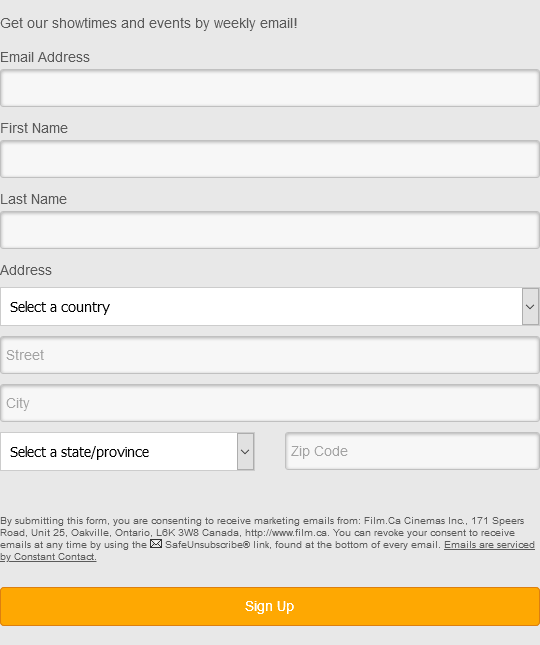 Get our showtimes and events by weekly email!
Email Address
First Name
Last Name
Address
Select a country
Street
City
Select a state/province
Zip Code
By submitting this form, you are consenting to receive marketing emails from: Film.Ca Cinemas Inc., 171 Speers
Road, Unit 25, Oakville, Ontario, L6K 3W8 Canada, http://www.film.ca. You can revoke your consent to receive
emails at any time by using the SafeUnsubscribe® link, found at the bottom of every email. Emails are serviced
by Constant Contact.
Sign Up